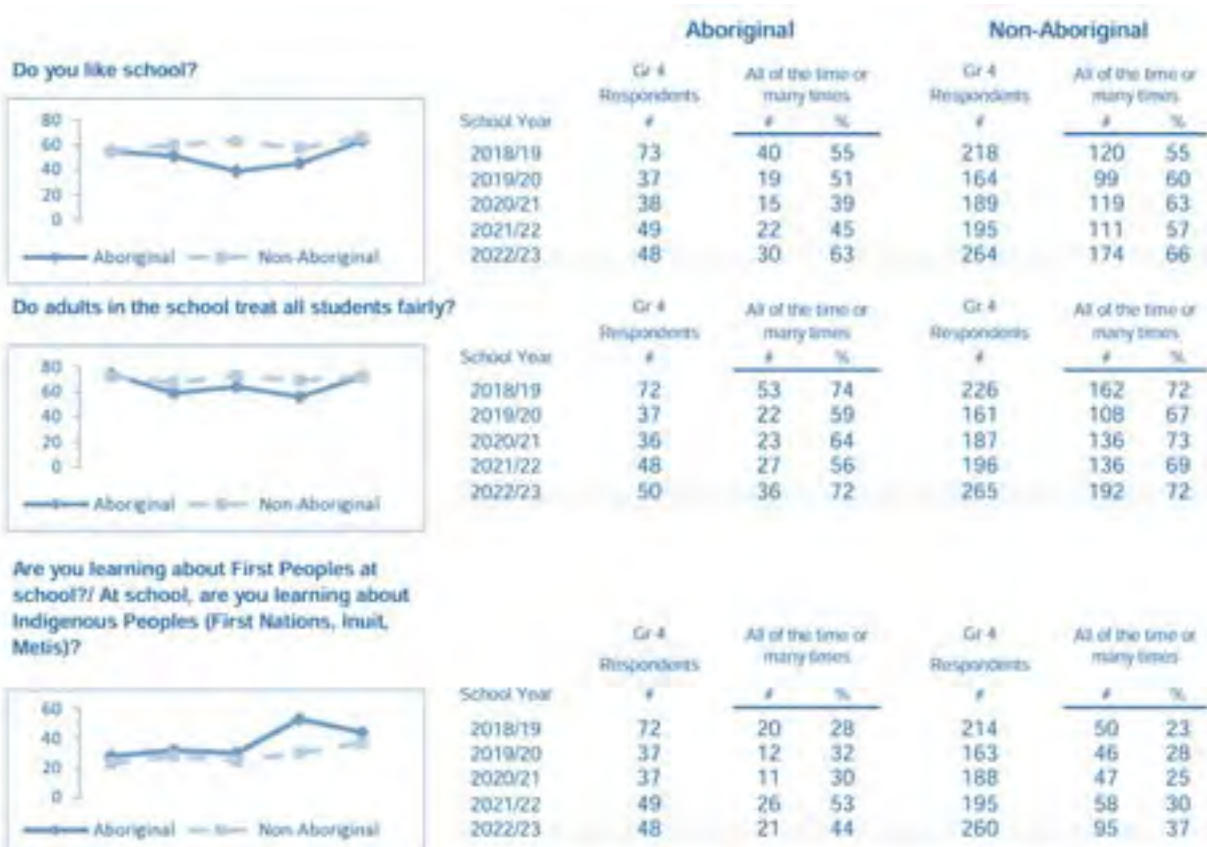 Aboriginal Non-Aboriginal
Do you like school?
Gr 4 All of the time or Gr 4 All of the time or
Respondents many times Respondents many times
School Year # # % # # %
80
60
40
20
0
2018/19 73 40 55 218 120 55
2019/20 37 19 51 164 99 60
2020/21 38 15 39 189 119 63
2021/22 49 22 45 195 111 57
2022/23 48 30 63 264 174 66
Aboriginal Non-Aboriginal
Do adults in the school treat all students fairly?
Gr 4 All of the time or Gr 4 All of the time or
Respondents many times Respondents many times
School Year # # % # # %
80
60
40
20
0
2018/19 72 53 74 226 162 72
2019/20 37 22 59 161 108 67
2020/21 36 23 64 187 136 73
2021/22 48 27 56 196 136 69
2022/23 50 36 72 265 192 72
Aboriginal Non-Aboriginal
Are you learning about First Peoples at
school?/ At school, are you learning about
Indigenous Peoples (First Nations, Inuit,
Metis)?
Gr 4 All of the time or Gr 4 All of the time or
Respondents many times Respondents many times
School Year # # % # # %
60
40
20
0
2018/19 72 20 28 214 50 23
2019/20 37 12 32 163 46 28
2020/21 37 11 30 188 47 25
2021/22 49 26 53 195 58 30
2022/23 48 21 44 260 95 37
Aboriginal Non-Aboriginal